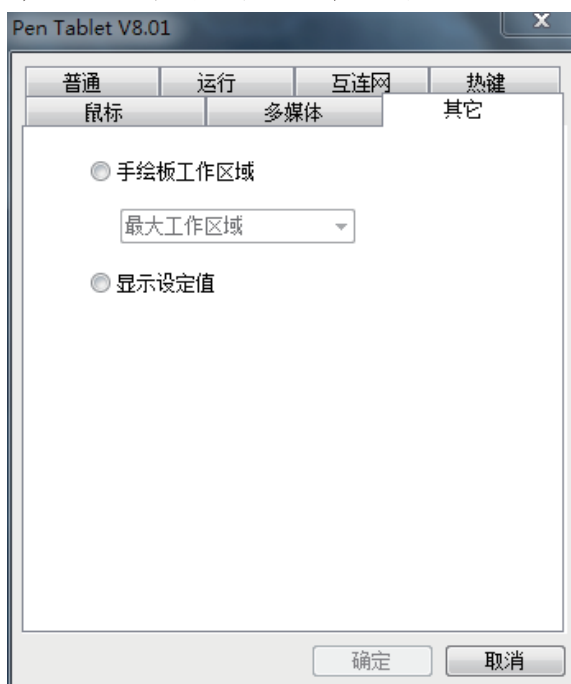 Pen Tablet V8.01
普通 运行 互连网 热键
鼠标 多媒体 其它
手绘板工作区域
最大工作区域
显示设定值
确定 取消